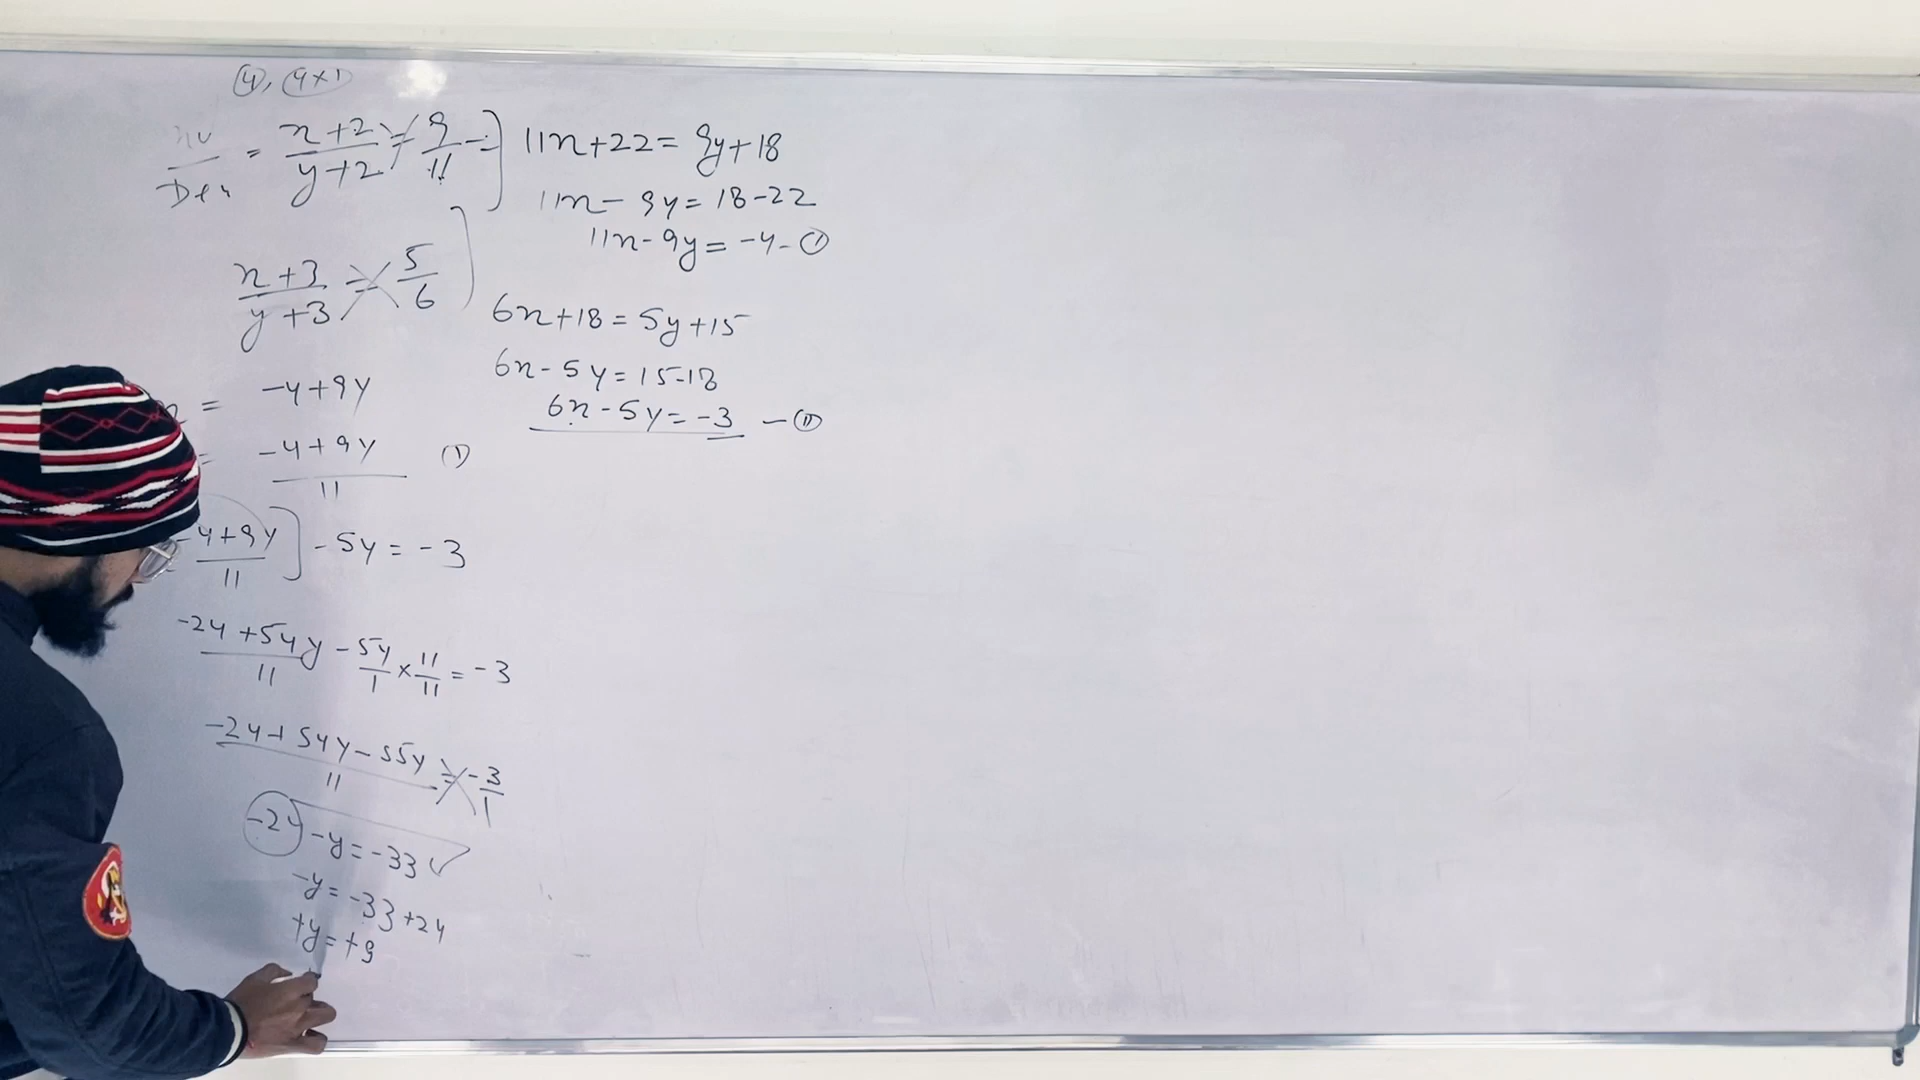 ④, 9x1
Nu/Den = x+2/y+2 = 9/11
11x+22 = 9y+18
11x - 9y = 18-22
11x - 9y = -4 - ①
x+3/y+3 = 5/6
6x+18 = 5y+15
6x - 5y = 15-18
6x - 5y = -3 - ②
= -4+9y
= -4+9y/11 (1)
-4+9y/11] - 5y = -3
-24+54y/11 - 5y/1 x 11/11 = -3
-24+54y-55y/11 = -3/1
-24 - y = -33
-y = -33+24
+y = +9